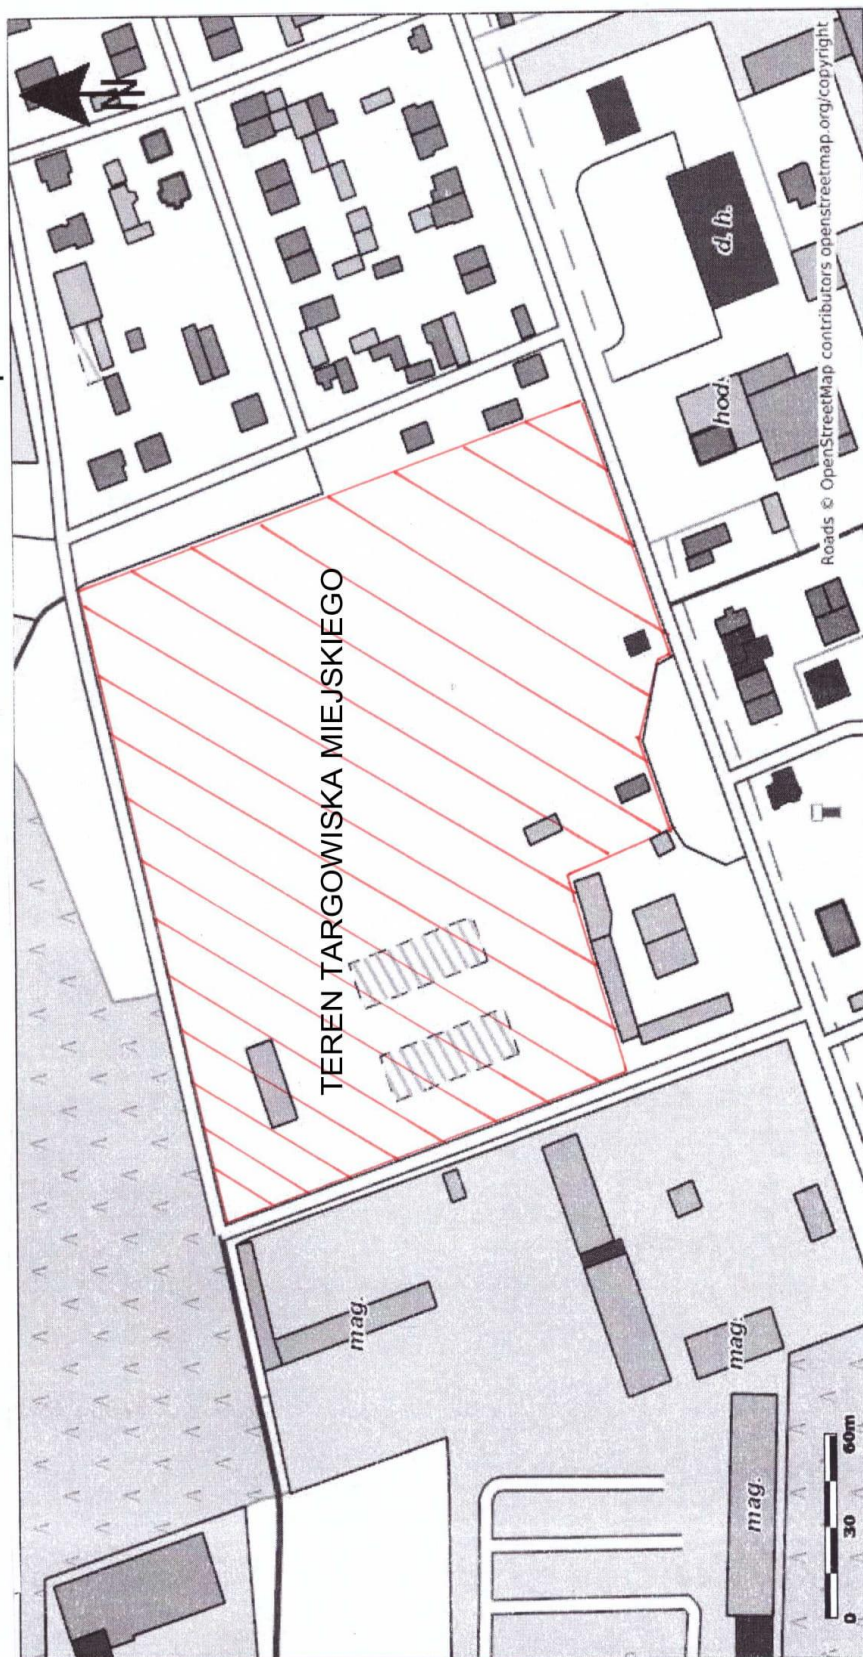 N
TEREN TARGOWISKA MIEJSKIEGO
d. h.
hod.
mag.
mag.
mag.
0 30 60m
Roads © OpenStreetMap contributors openstreetmap.org/copyright